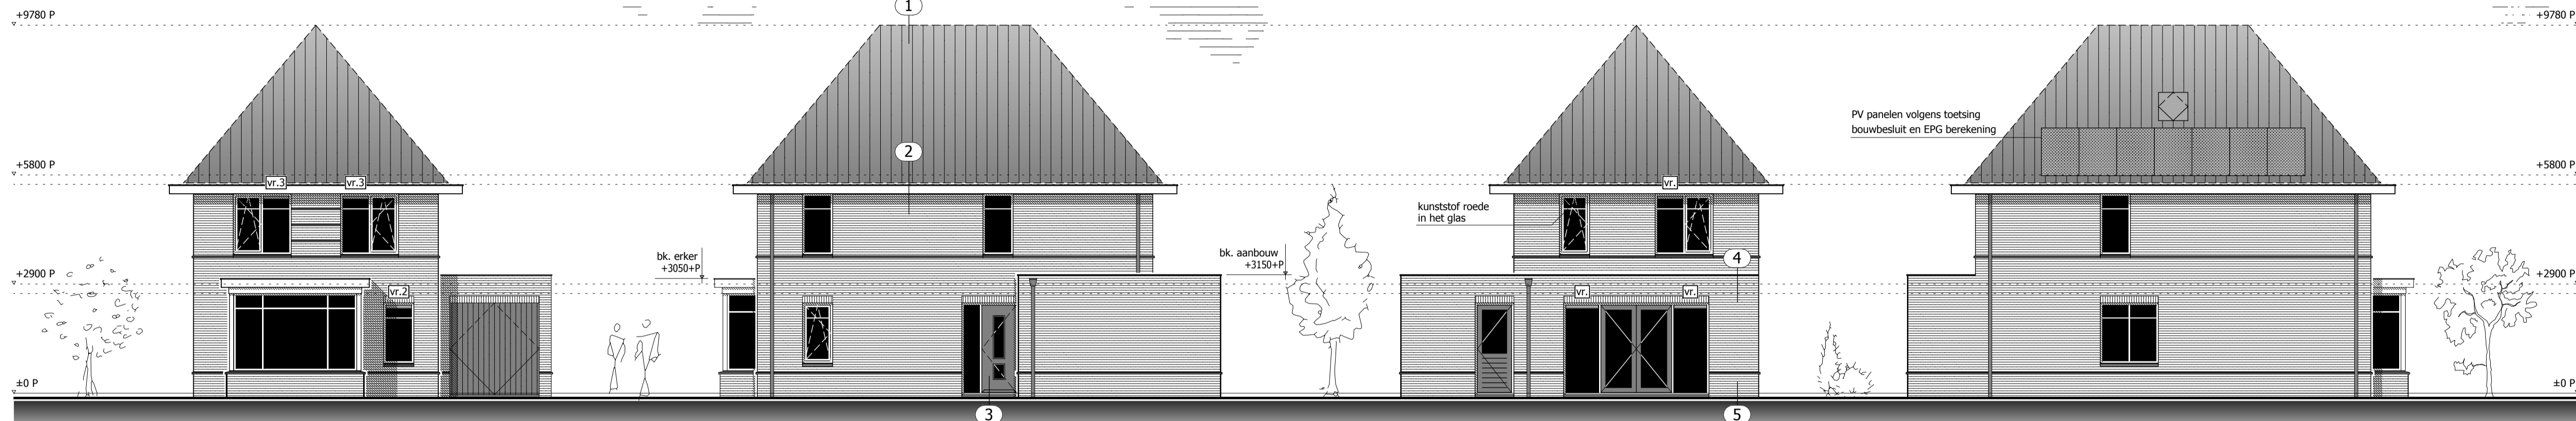 +9780 P
+5800 P
+2900 P
±0 P
vr.3
vr.3
vr.2
bk. erker
+3050+P
1
2
3
bk. aanbouw
+3150+P
kunststof roede
in het glas
vr.
vr.
vr.
4
5
PV panelen volgens toetsing
bouwbesluit en EPG berekening
+9780 P
+5800 P
+2900 P
±0 P